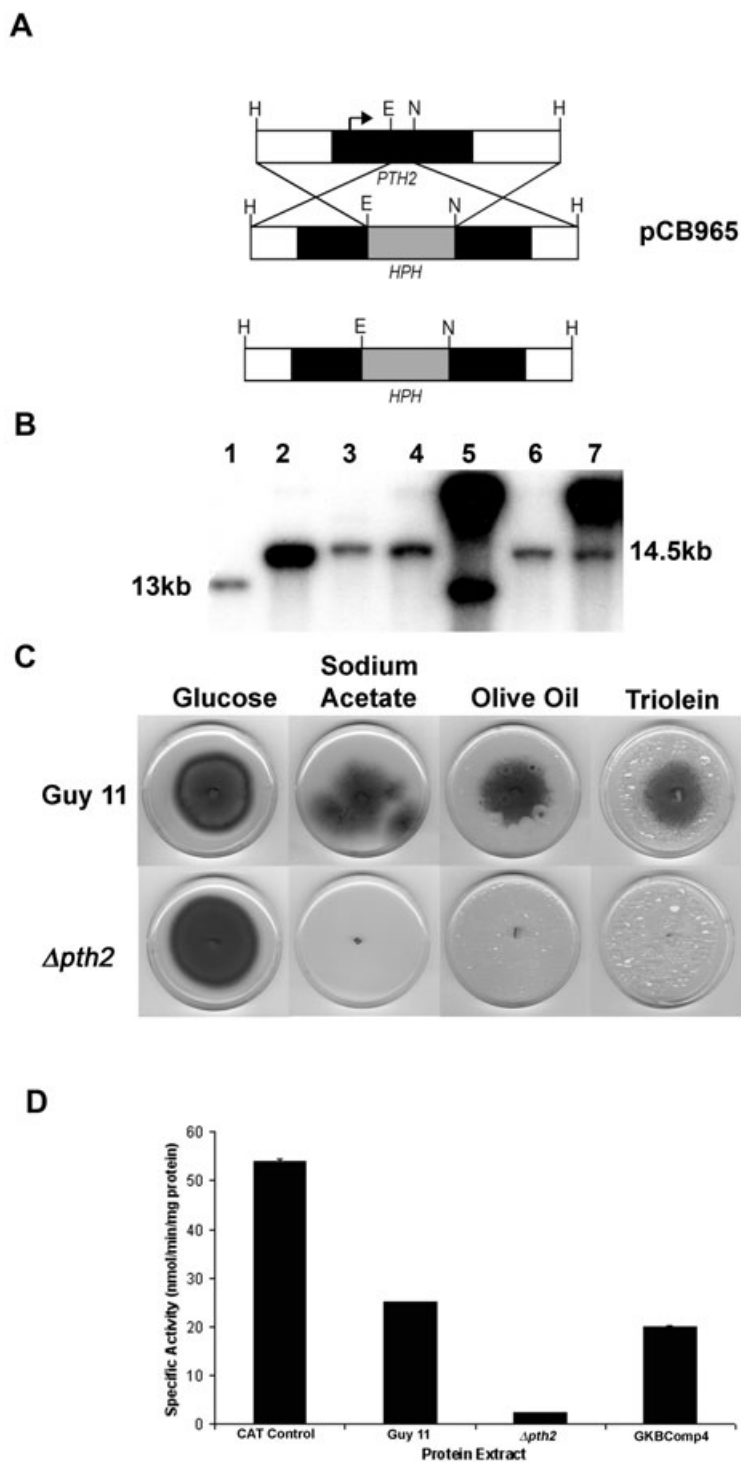 A
H
E N
H
PTH2
H
E
N
H
pCB965
HPH
H
E
N
H
HPH
B
1 2 3 4 5 6 7
13kb
14.5kb
C
Glucose
Sodium
Acetate
Olive Oil
Triolein
Guy 11
Δpth2
D
Specific Activity (nmol/min/mg protein)
60
50
40
30
20
10
0
CAT Control
Guy 11
Δpth2
GKBComp4
Protein Extract